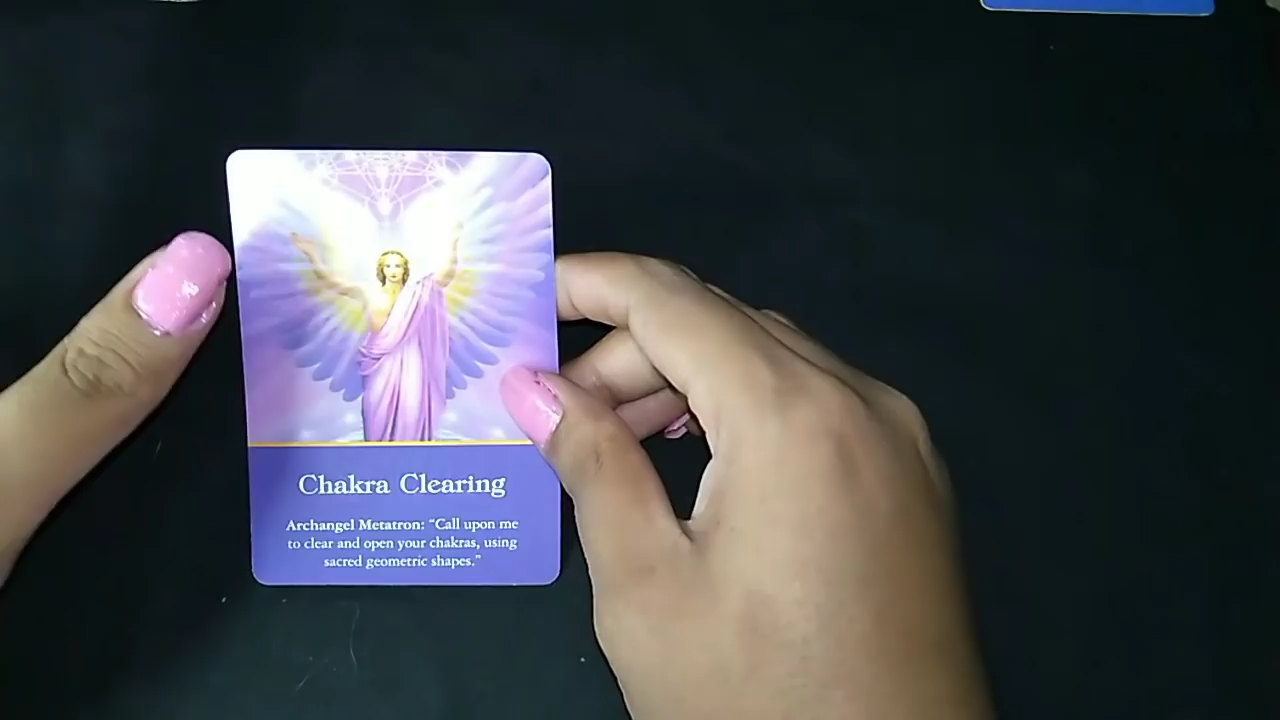 Chakra Clearing
Archangel Metatron: “Call upon me
to clear and open your chakras, using
sacred geometric shapes.”